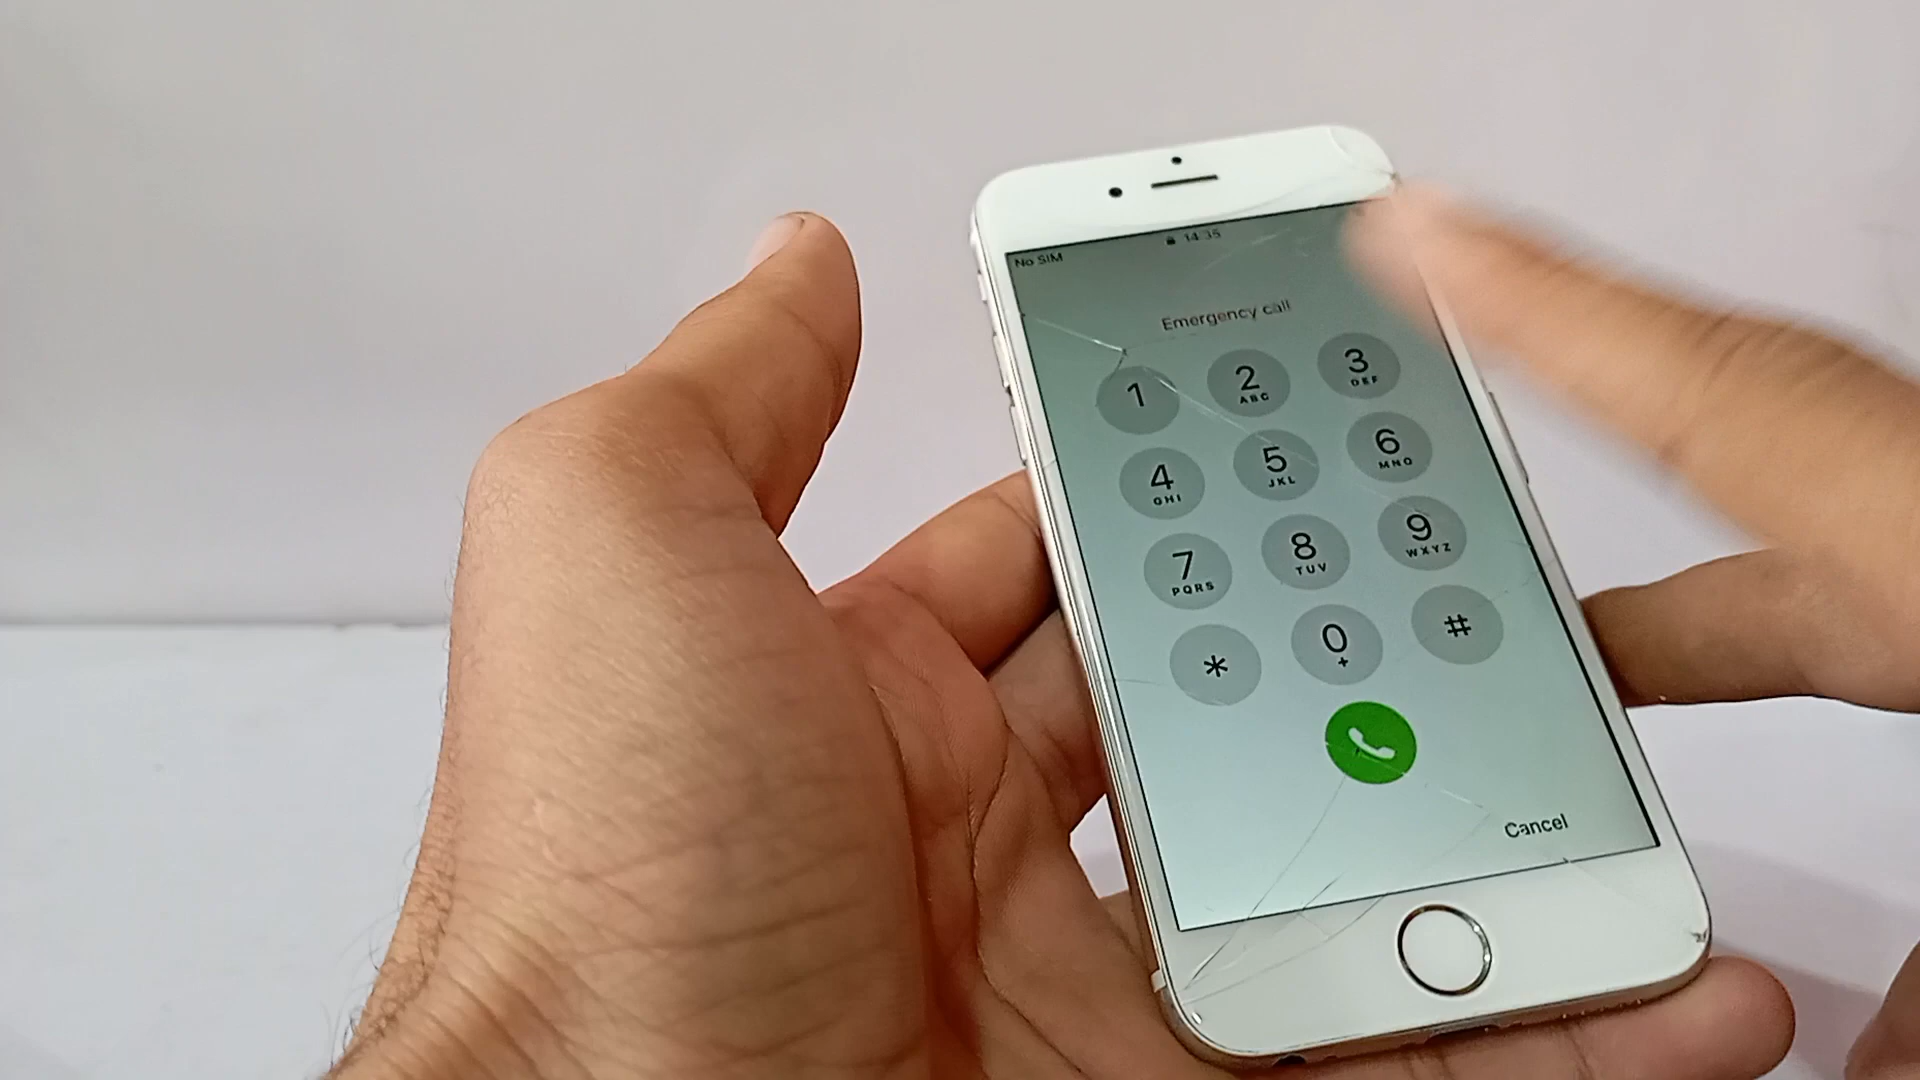 14:35
No SIM
Emergency call
1 2 3
ABC DEF
4 5 6
GHI JKL MNO
7 8 9
PQRS TUV WXYZ
* 0 #
+
Cancel